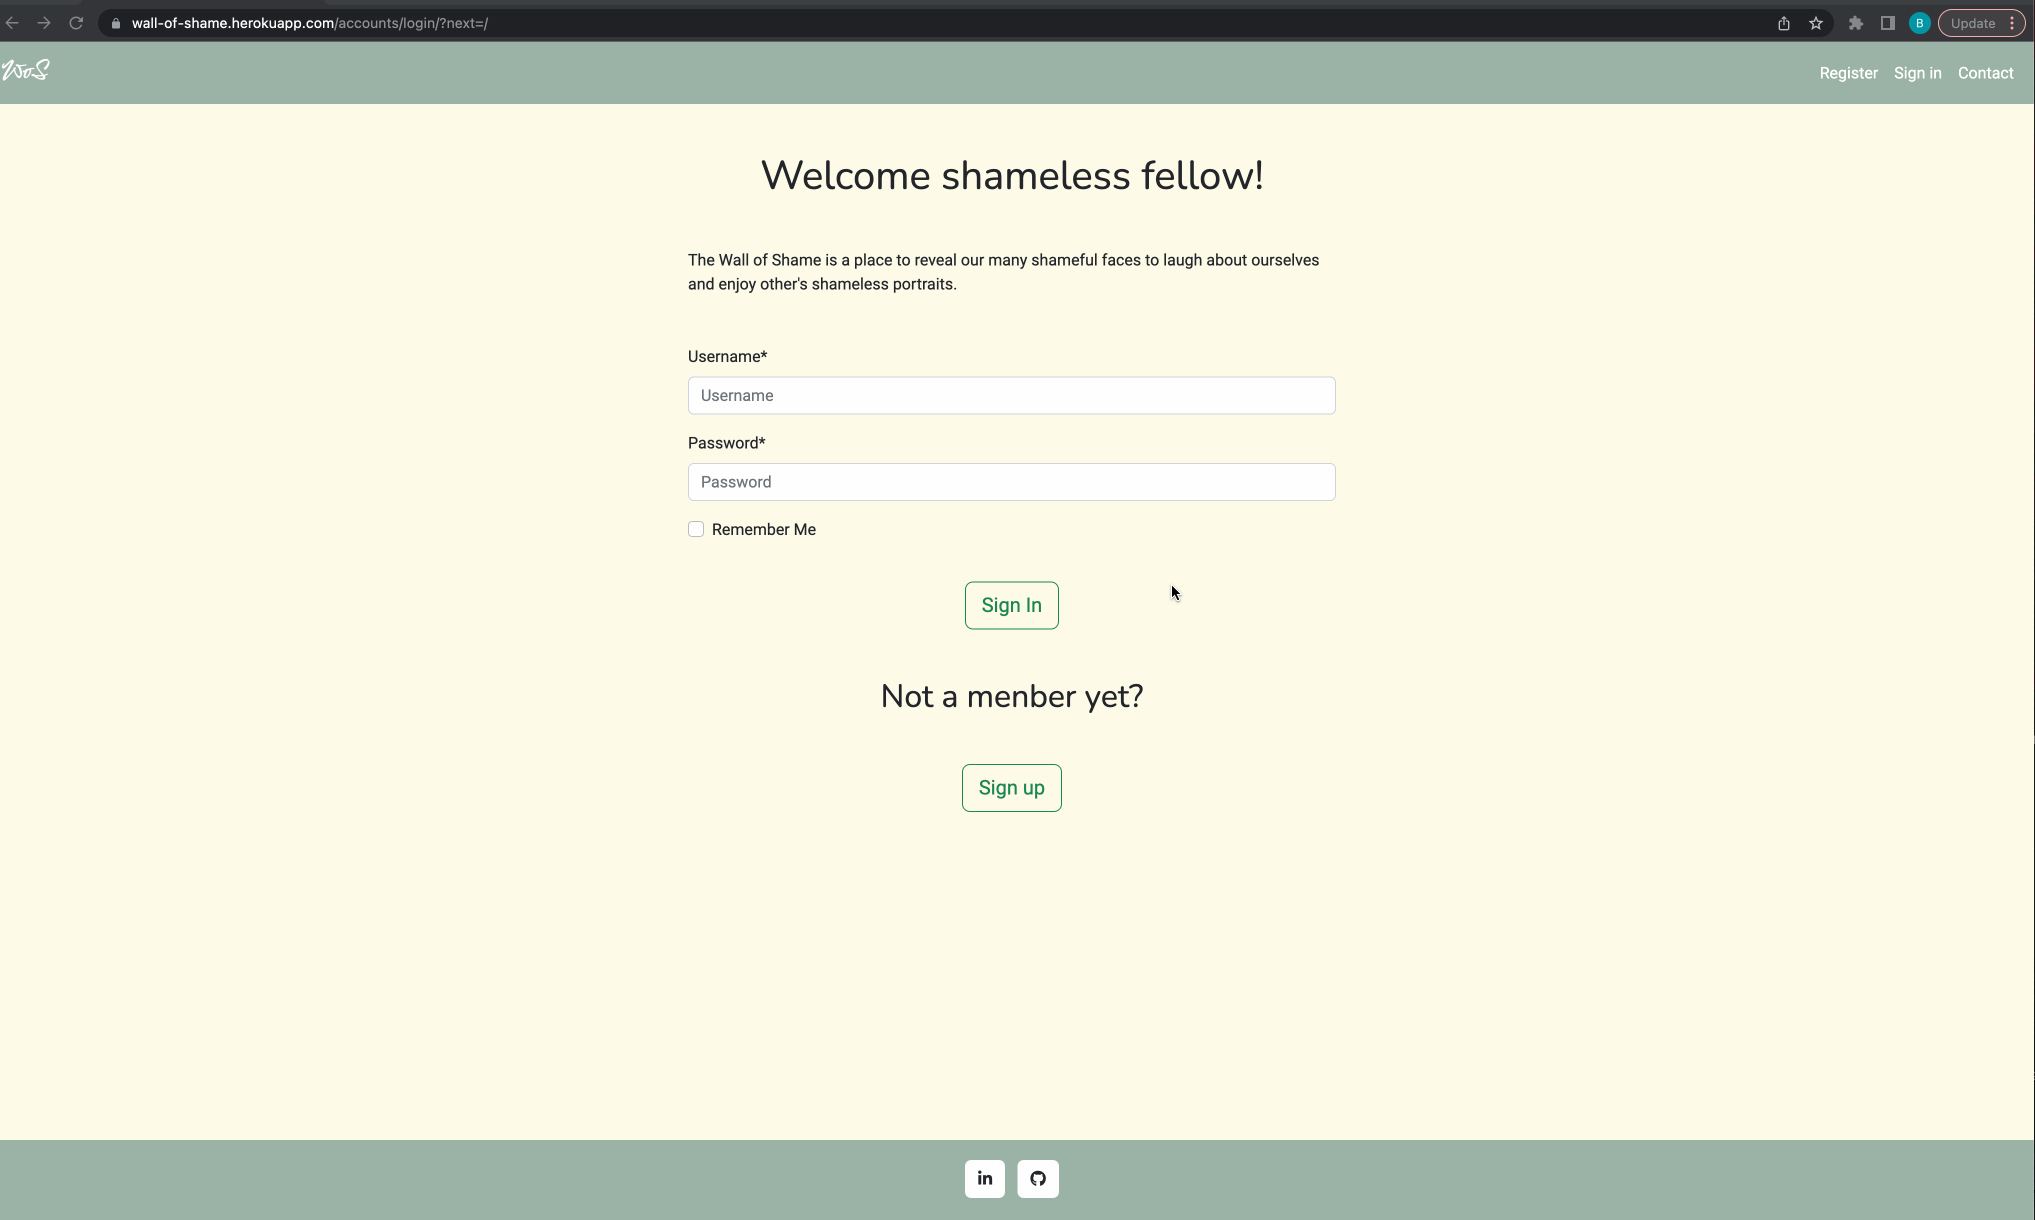 wall-of-shame.herokuapp.com/accounts/login/?next=/
B
Update
WoS
Register
Sign in
Contact
Welcome shameless fellow!
The Wall of Shame is a place to reveal our many shameful faces to laugh about ourselves
and enjoy other's shameless portraits.
Username*
Username
Password*
Password
Remember Me
Sign In
Not a menber yet?
Sign up
in